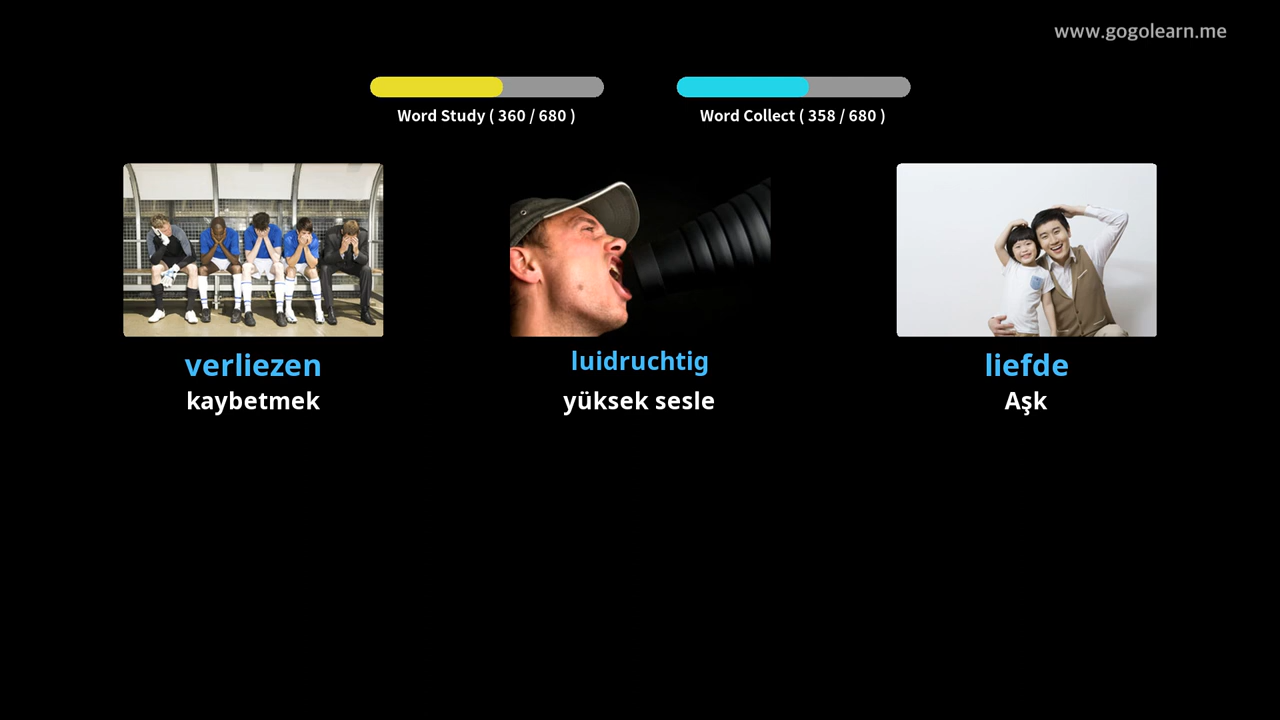 www.gogolearn.me
Word Study ( 360 / 680 )
Word Collect ( 358 / 680 )
verliezen
kaybetmek
luidruchtig
yüksek sesle
liefde
Aşk